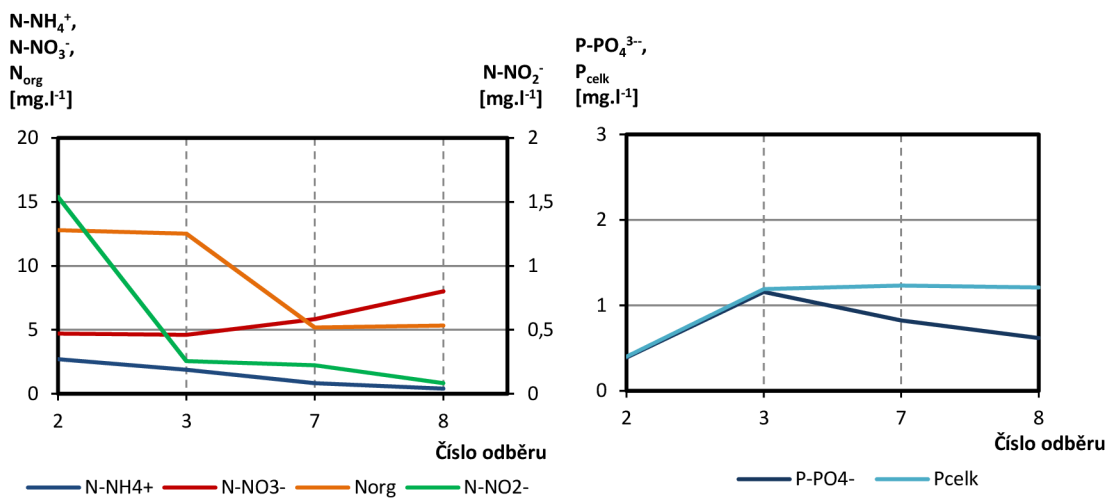 N-NH₄⁺,
N-NO₃⁻,
N_org
[mg.l⁻¹]
N-NO₂⁻
[mg.l⁻¹]
20
15
10
5
0
2
1,5
1
0,5
0
2 3 7 8
Číslo odběru
N-NH4+ N-NO3- Norg N-NO2-
P-PO₄³⁻⁻,
P_celk
[mg.l⁻¹]
3
2
1
0
2 3 7 8
Číslo odběru
P-PO4- Pcelk